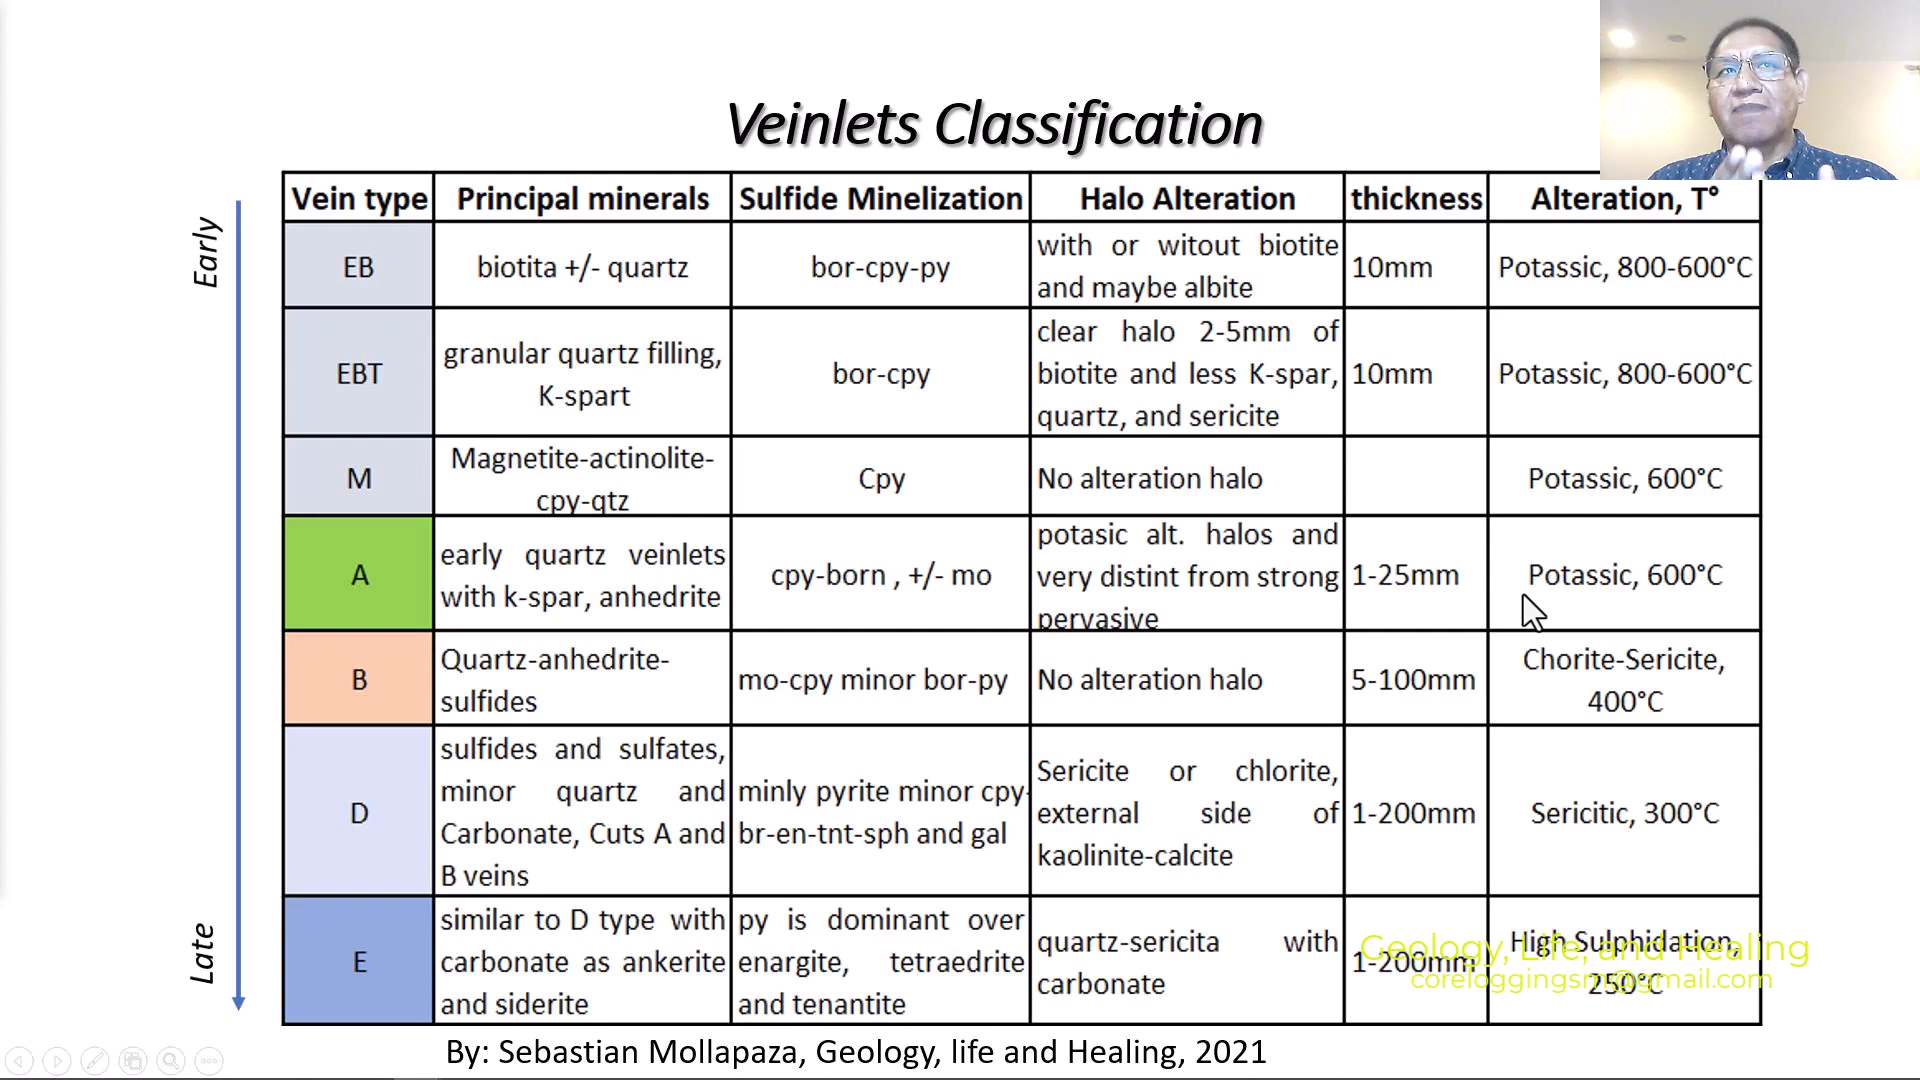 Veinlets Classification
Early
Late
Vein type
Principal minerals
Sulfide Minelization
Halo Alteration
thickness
Alteration, T°
EB
biotita +/- quartz
bor-cpy-py
with or witout biotite
and maybe albite
10mm
Potassic, 800-600°C
EBT
granular quartz filling,
K-spart
bor-cpy
clear halo 2-5mm of
biotite and less K-spar,
quartz, and sericite
10mm
Potassic, 800-600°C
M
Magnetite-actinolite-
cpy-qtz
Cpy
No alteration halo
Potassic, 600°C
A
early quartz veinlets
with k-spar, anhedrite
cpy-born , +/- mo
potasic alt. halos and
very distint from strong
pervasive
1-25mm
Potassic, 600°C
B
Quartz-anhedrite-
sulfides
mo-cpy minor bor-py
No alteration halo
5-100mm
Chorite-Sericite,
400°C
D
sulfides and sulfates,
minor quartz and
Carbonate, Cuts A and
B veins
minly pyrite minor cpy-
br-en-tnt-sph and gal
Sericite or chlorite,
external side of
kaolinite-calcite
1-200mm
Sericitic, 300°C
E
similar to D type with
carbonate as ankerite
and siderite
py is dominant over
enargite, tetraedrite
and tenantite
quartz-sericita with
carbonate
1-200mm
High Sulphidation,
250°C
Geology, Life, and Healing
coreloggingsm@gmail.com
By: Sebastian Mollapaza, Geology, life and Healing, 2021